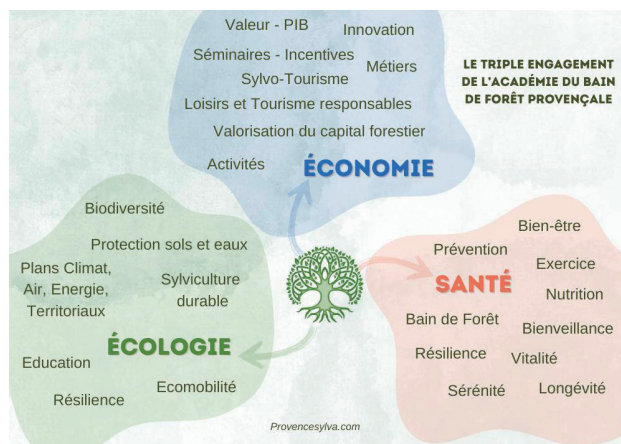 LE TRIPLE ENGAGEMENT
DE L'ACADÉMIE DU BAIN
DE FORÊT PROVENÇALE
Valeur - PIB
Innovation
Séminaires - Incentives
Métiers
Sylvo-Tourisme
Loisirs et Tourisme responsables
Valorisation du capital forestier
Activités
ÉCONOMIE
Biodiversité
Protection sols et eaux
Plans Climat,
Air, Energie,
Territoriaux
Sylviculture
durable
ÉCOLOGIE
Education
Ecomobilité
Résilience
Bien-être
Prévention
Exercice
SANTÉ
Nutrition
Bain de Forêt
Bienveillance
Résilience
Vitalité
Sérénité
Longévité
Provencesylva.com